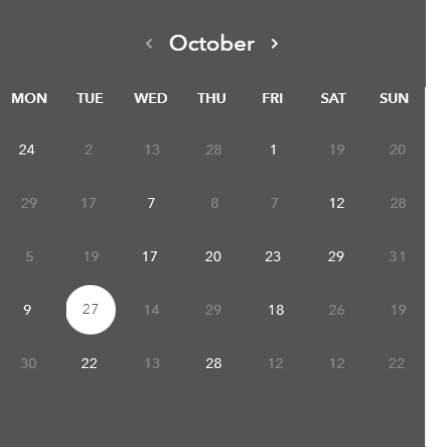 ‹ October ›
MON TUE WED THU FRI SAT SUN
24 2 13 28 1 19 20
29 17 7 8 7 12 28
5 19 17 20 23 29 31
9 27 14 29 18 26 19
30 22 13 28 12 12 22